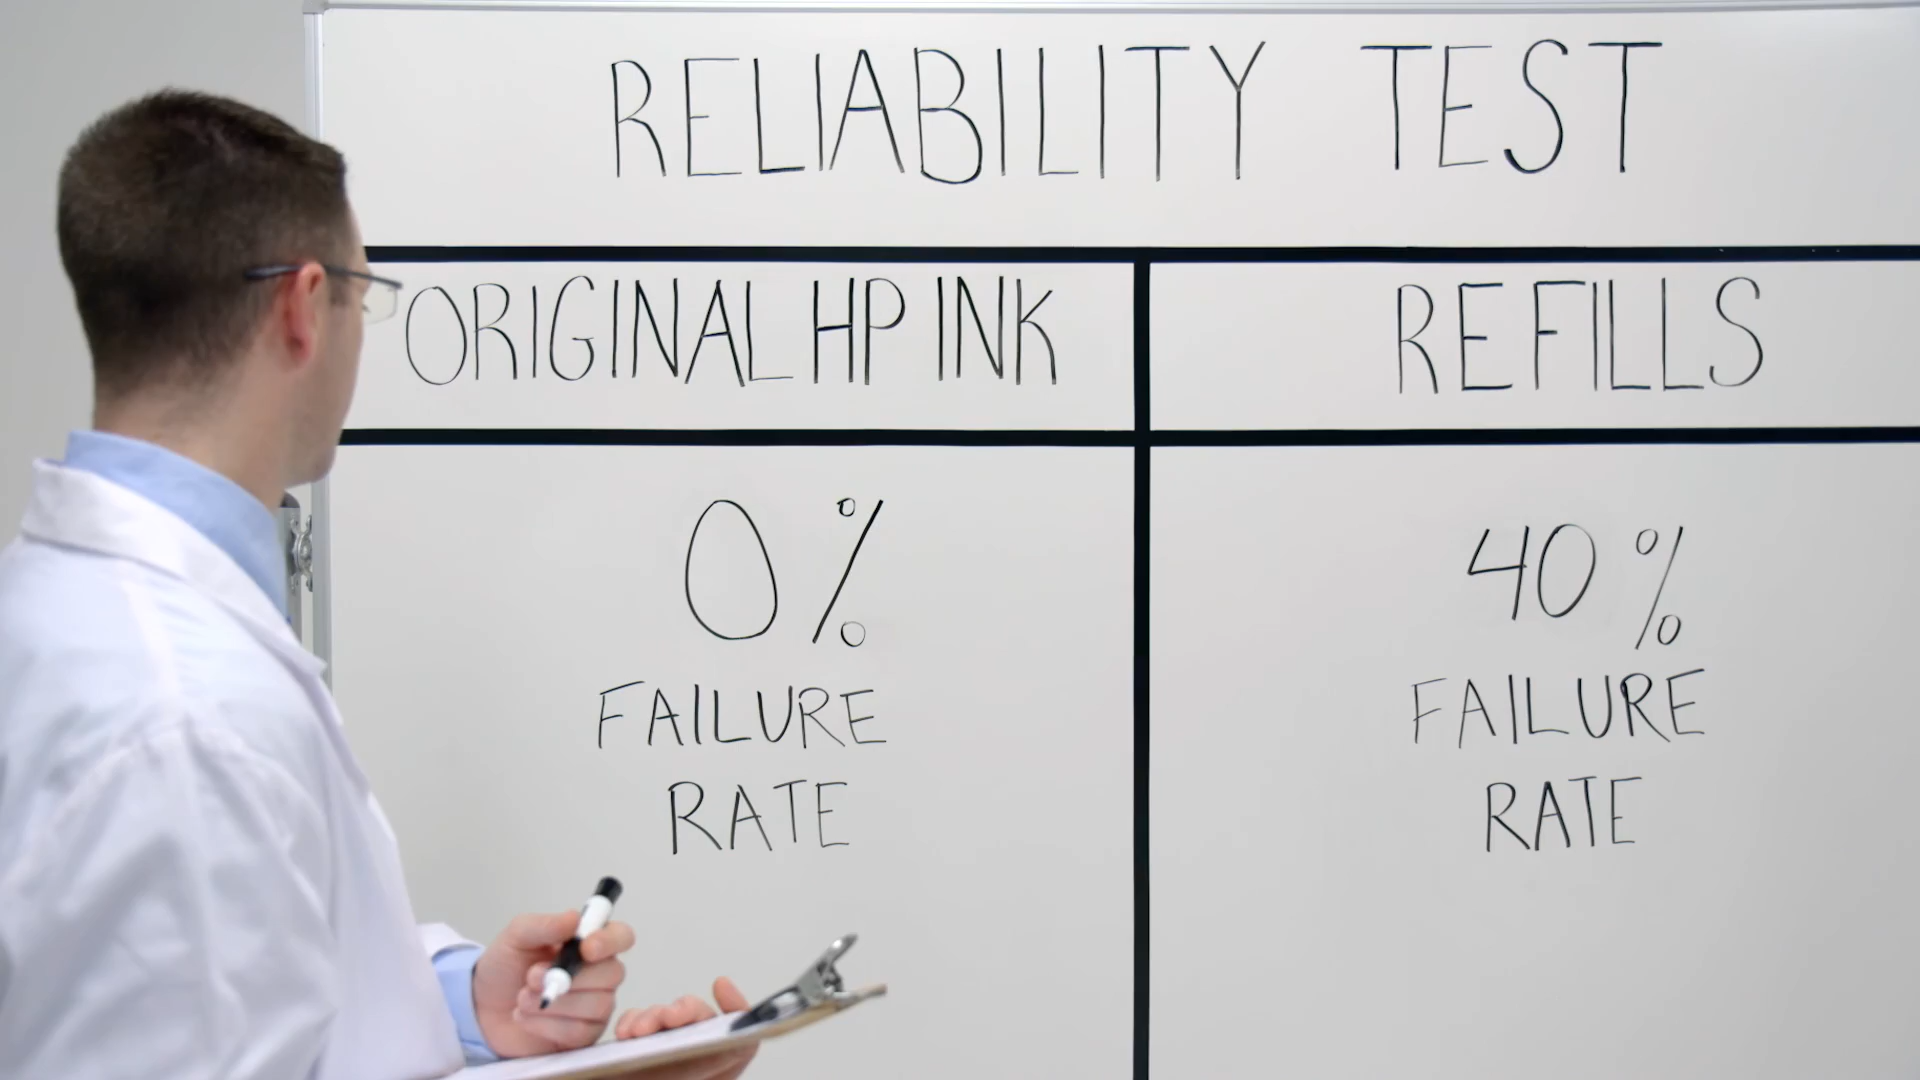 RELIABILITY TEST
ORIGINAL HP INK
REFILLS
0%
FAILURE
RATE
40%
FAILURE
RATE